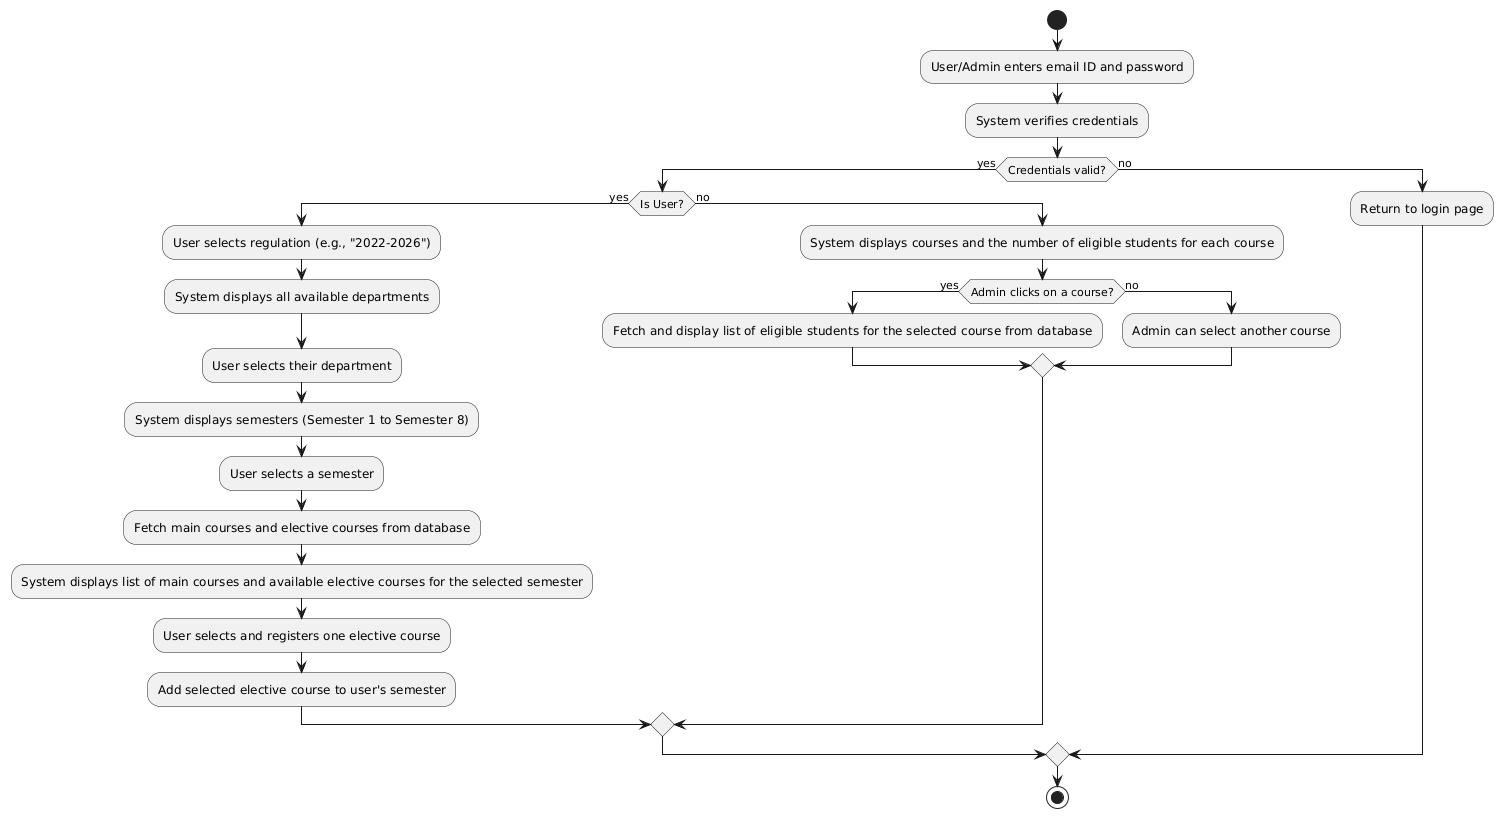 User/Admin enters email ID and password
System verifies credentials
yes
Credentials valid?
no
yes
Is User?
no
User selects regulation (e.g., "2022-2026")
System displays all available departments
User selects their department
System displays semesters (Semester 1 to Semester 8)
User selects a semester
Fetch main courses and elective courses from database
System displays list of main courses and available elective courses for the selected semester
User selects and registers one elective course
Add selected elective course to user's semester
System displays courses and the number of eligible students for each course
yes
Admin clicks on a course?
no
Fetch and display list of eligible students for the selected course from database
Admin can select another course
Return to login page